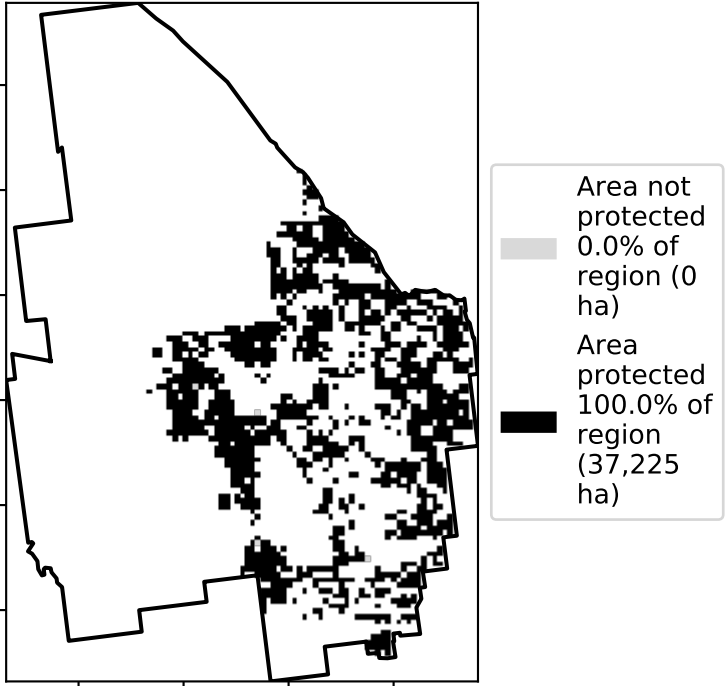 Area not
protected
0.0% of
region (0
ha)
Area
protected
100.0% of
region
(37,225
ha)